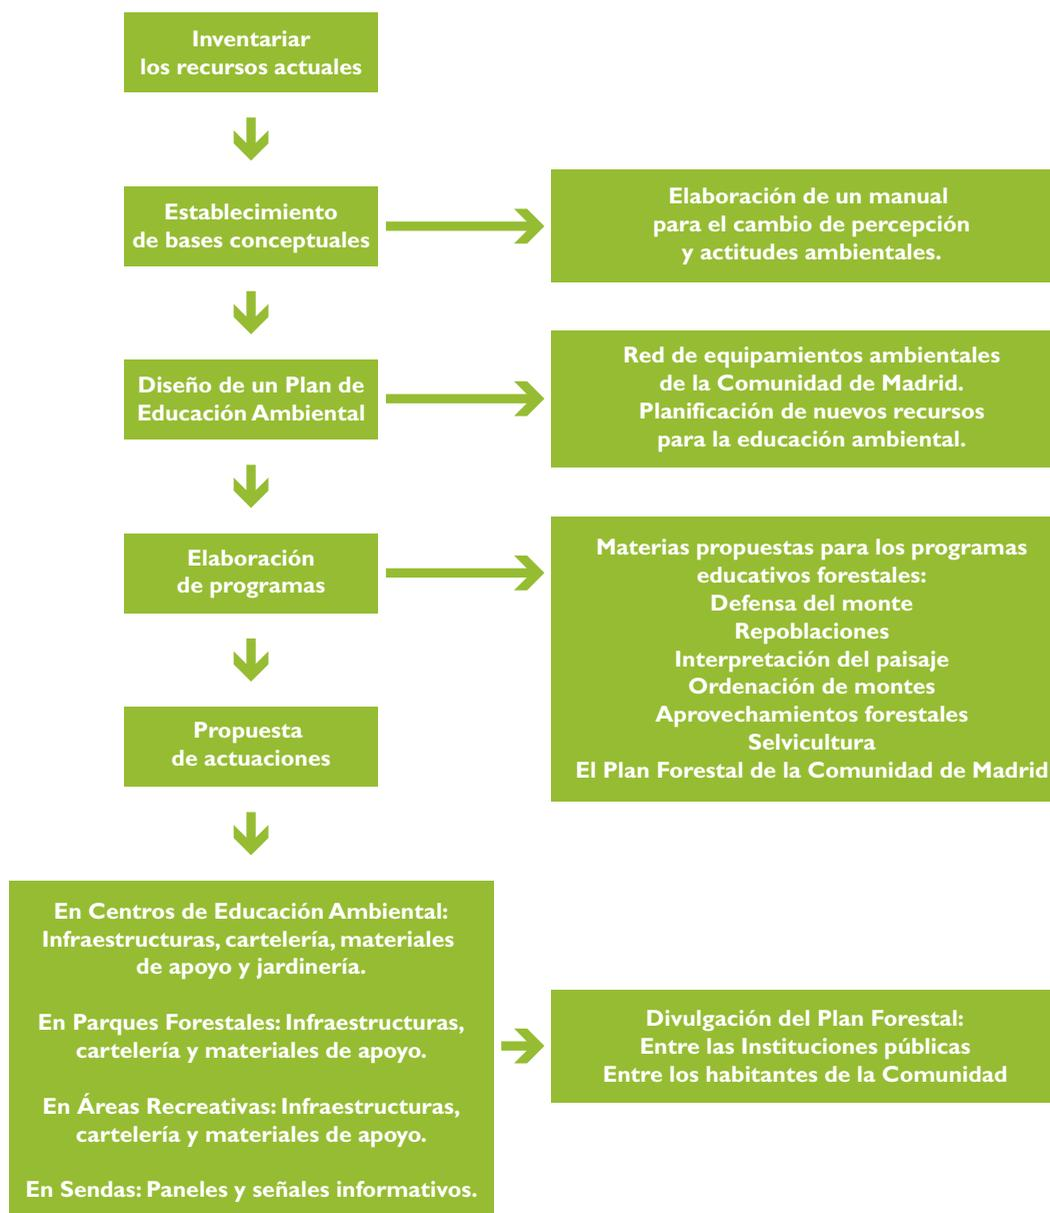 Inventariar
los recursos actuales
Establecimiento
de bases conceptuales
Elaboración de un manual
para el cambio de percepción
y actitudes ambientales.
Diseño de un Plan de
Educación Ambiental
Red de equipamientos ambientales
de la Comunidad de Madrid.
Planificación de nuevos recursos
para la educación ambiental.
Elaboración
de programas
Materias propuestas para los programas
educativos forestales:
Defensa del monte
Repoblaciones
Interpretación del paisaje
Ordenación de montes
Aprovechamientos forestales
Selvicultura
El Plan Forestal de la Comunidad de Madrid
Propuesta
de actuaciones
En Centros de Educación Ambiental:
Infraestructuras, cartelería, materiales
de apoyo y jardinería.
En Parques Forestales: Infraestructuras,
cartelería y materiales de apoyo.
En Áreas Recreativas: Infraestructuras,
cartelería y materiales de apoyo.
En Sendas: Paneles y señales informativos.
Divulgación del Plan Forestal:
Entre las Instituciones públicas
Entre los habitantes de la Comunidad